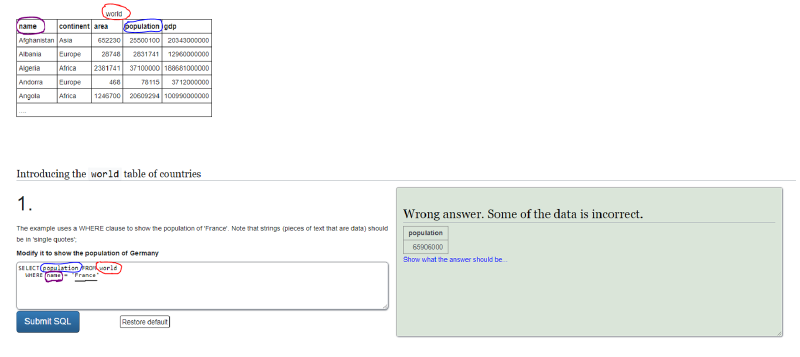 world
name continent area population gdp
Afghanistan Asia 652230 25500100 20343000000
Albania Europe 28748 2831741 12960000000
Algeria Africa 2381741 37100000 188681000000
Andorra Europe 468 78115 3712000000
Angola Africa 1246700 20609294 100990000000
....
Introducing the world table of countries
1.
The example uses a WHERE clause to show the population of 'France'. Note that strings (pieces of text that are data) should
be in 'single quotes';
Modify it to show the population of Germany
SELECT population FROM world
WHERE name = 'France'
Submit SQL
Restore default
Wrong answer. Some of the data is incorrect.
population
65906000
Show what the answer should be...